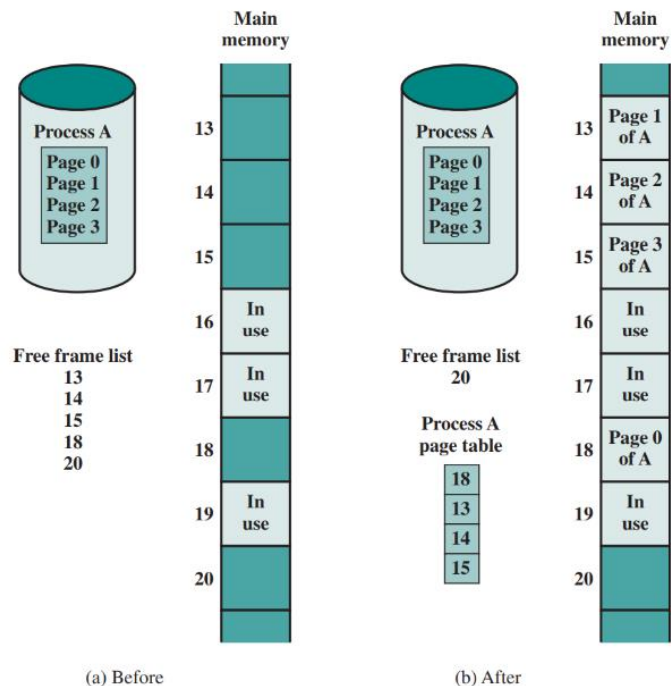 Main
memory
Process A
Page 0
Page 1
Page 2
Page 3
Free frame list
13
14
15
18
20
13
14
15
16
In
use
17
In
use
18
19
In
use
20
(a) Before
Main
memory
Process A
Page 0
Page 1
Page 2
Page 3
Free frame list
20
Process A
page table
18
13
14
15
13
Page 1
of A
14
Page 2
of A
15
Page 3
of A
16
In
use
17
In
use
18
Page 0
of A
19
In
use
20
(b) After